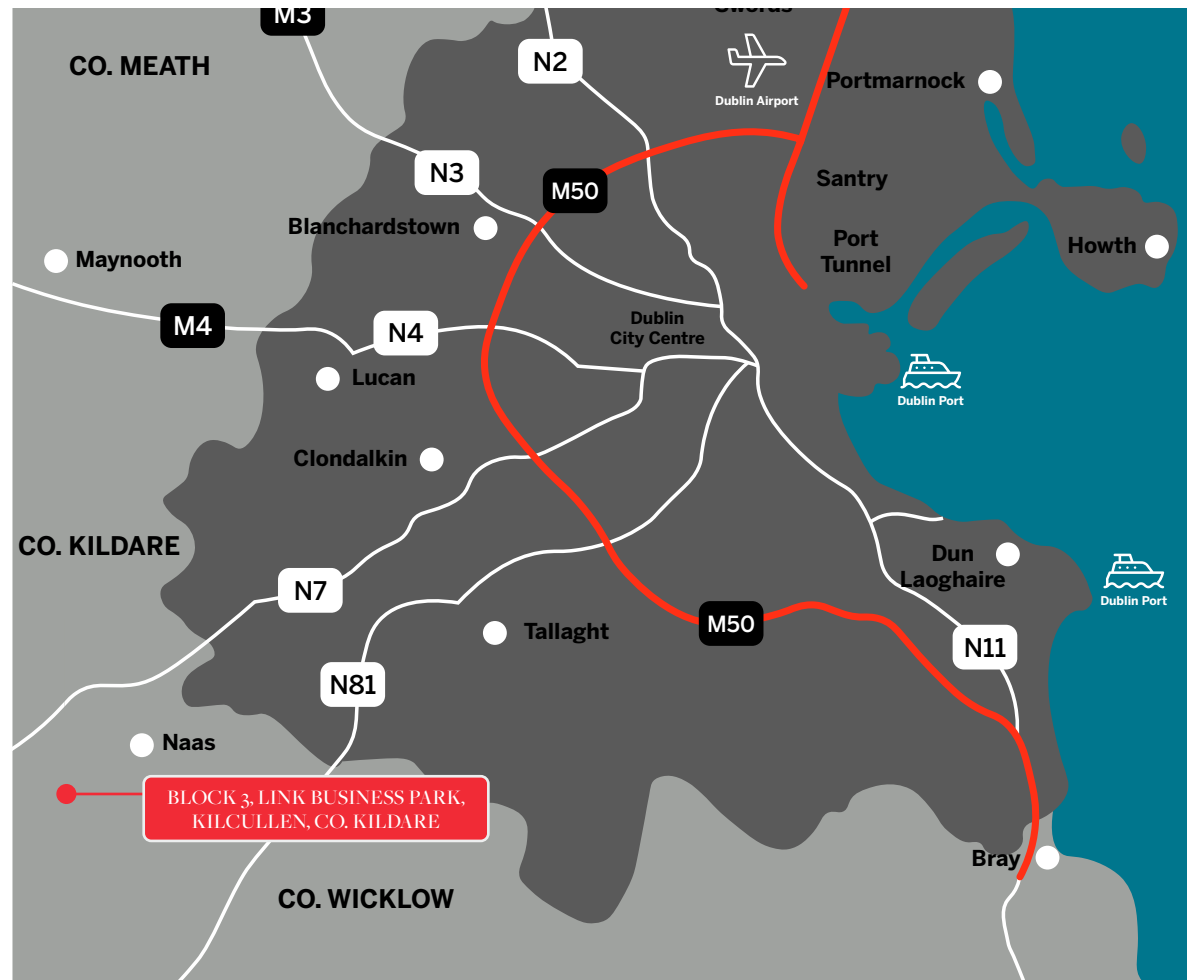 Swords
M3
N2
CO. MEATH
Portmarnock
Dublin Airport
N3
Santry
M50
Blanchardstown
Port
Tunnel
Howth
Maynooth
M4
N4
Dublin
City Centre
Lucan
Dublin Port
Clondalkin
CO. KILDARE
Dun
Laoghaire
N7
Dublin Port
Tallaght
M50
N11
N81
Naas
BLOCK 3, LINK BUSINESS PARK,
KILCULLEN, CO. KILDARE
Bray
CO. WICKLOW